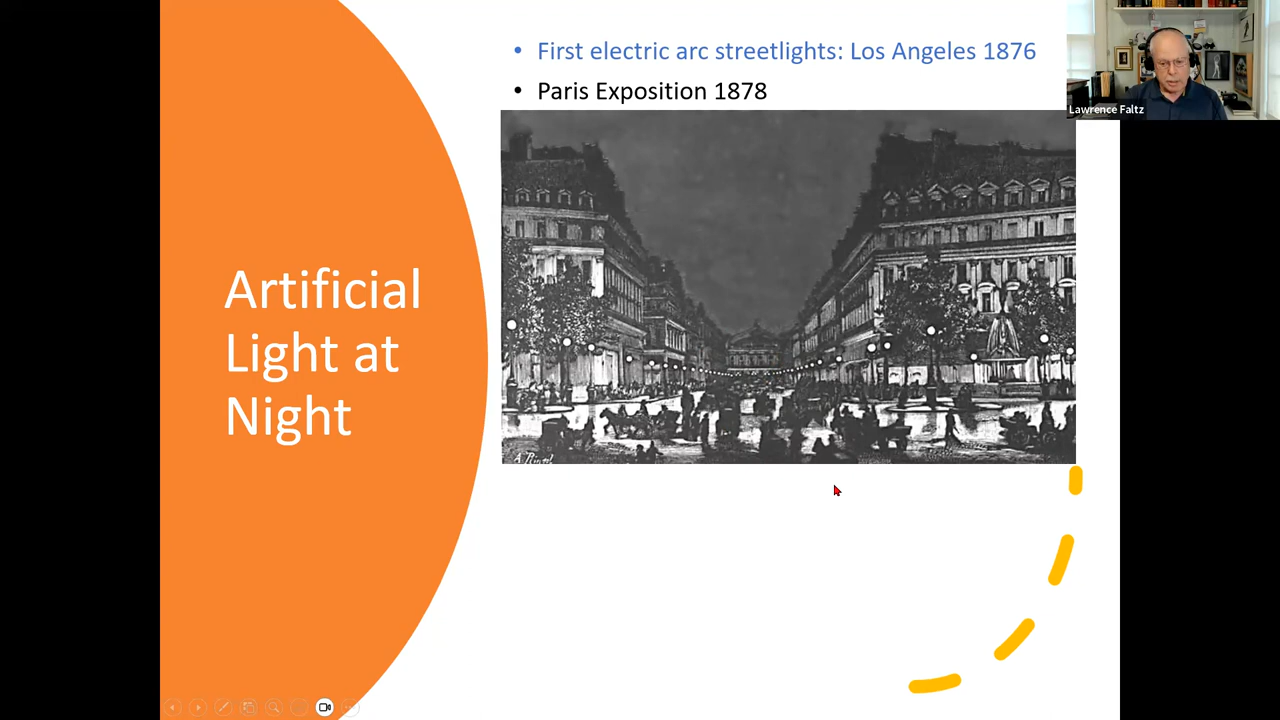 • First electric arc streetlights: Los Angeles 1876
• Paris Exposition 1878
Lawrence Faltz
Artificial
Light at
Night